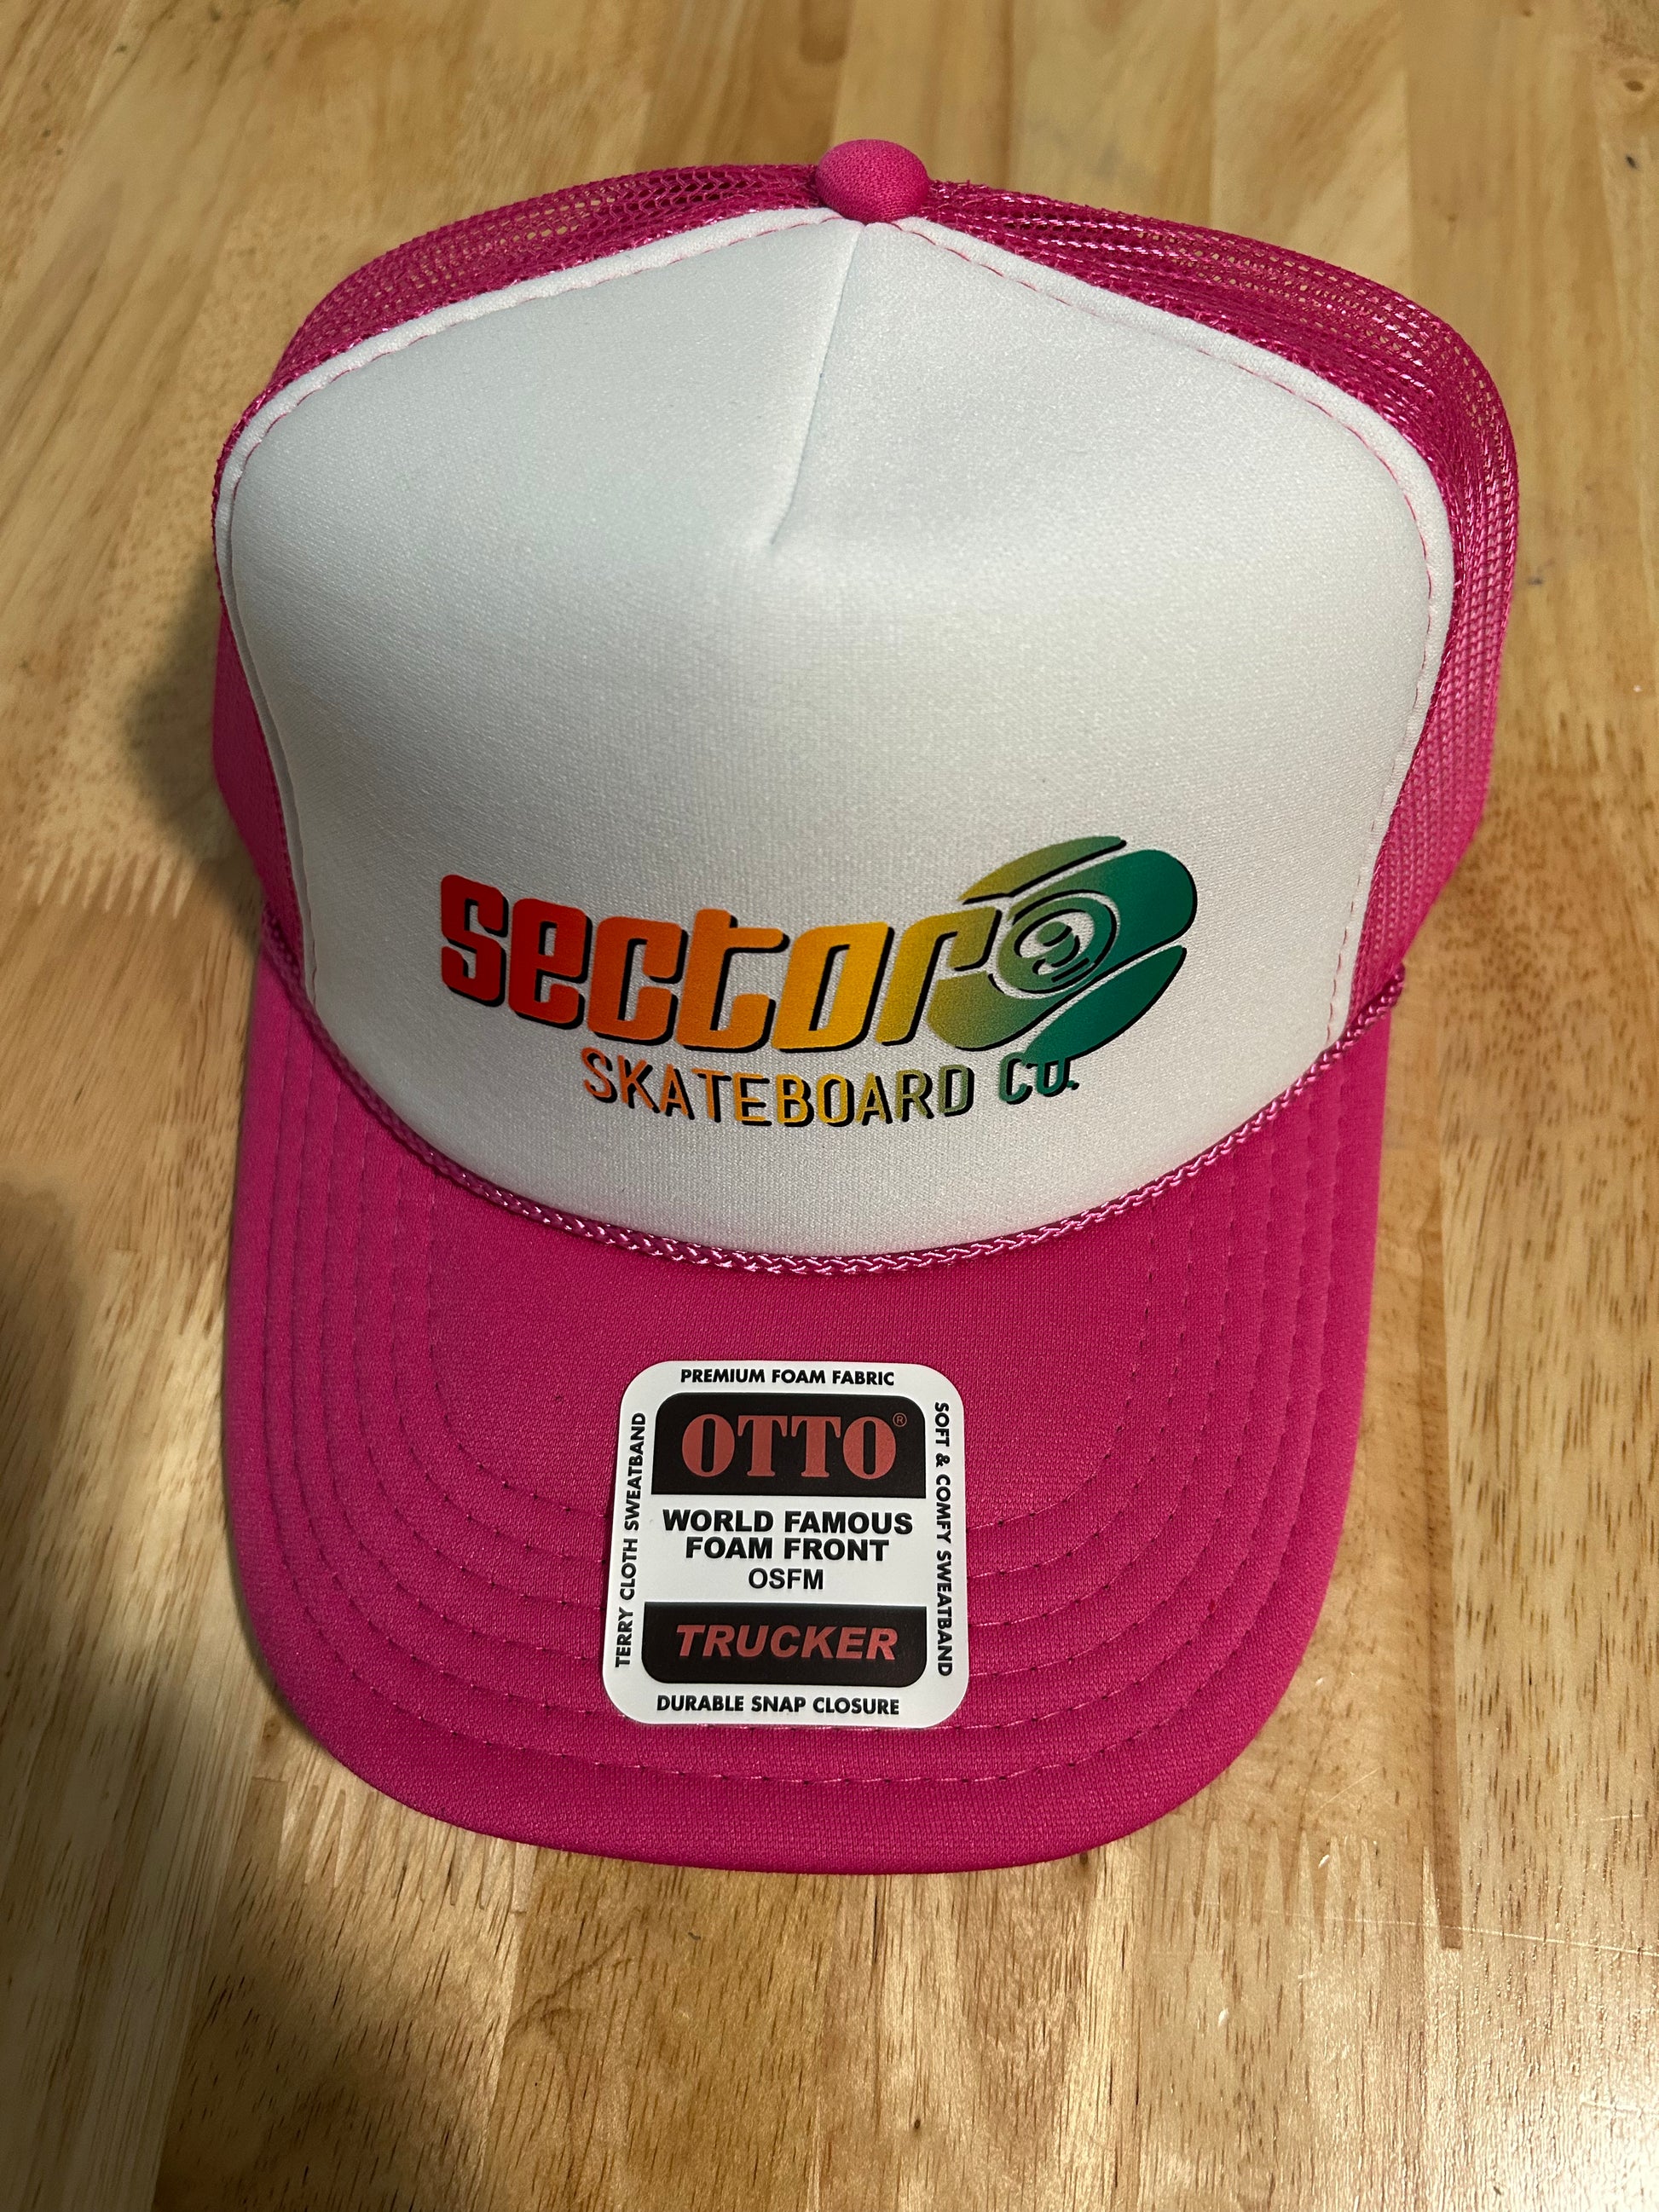 sector
SKATEBOARD CO.
PREMIUM FOAM FABRIC
OTTO®
WORLD FAMOUS
FOAM FRONT
OSFM
TRUCKER
DURABLE SNAP CLOSURE
TERRY CLOTH SWEATBAND
SOFT & COMFY SWEATBAND